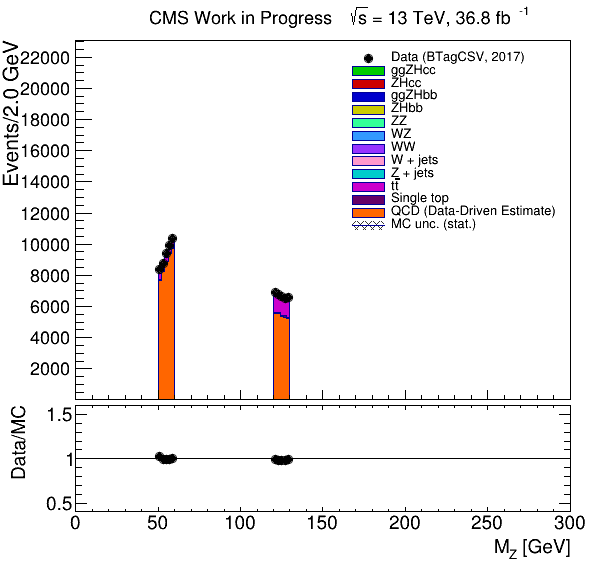 CMS Work in Progress √s = 13 TeV, 36.8 fb⁻¹
Events/2.0 GeV
22000
20000
18000
16000
14000
12000
10000
8000
6000
4000
2000
Data (BTagCSV, 2017)
ggZHcc
ZHcc
ggZHbb
ZHbb
ZZ
WZ
WW
W + jets
Z + jets
tt̅
Single top
QCD (Data-Driven Estimate)
MC unc. (stat.)
Data/MC
1.5
1
0.5
0 50 100 150 200 250 300
M_Z [GeV]